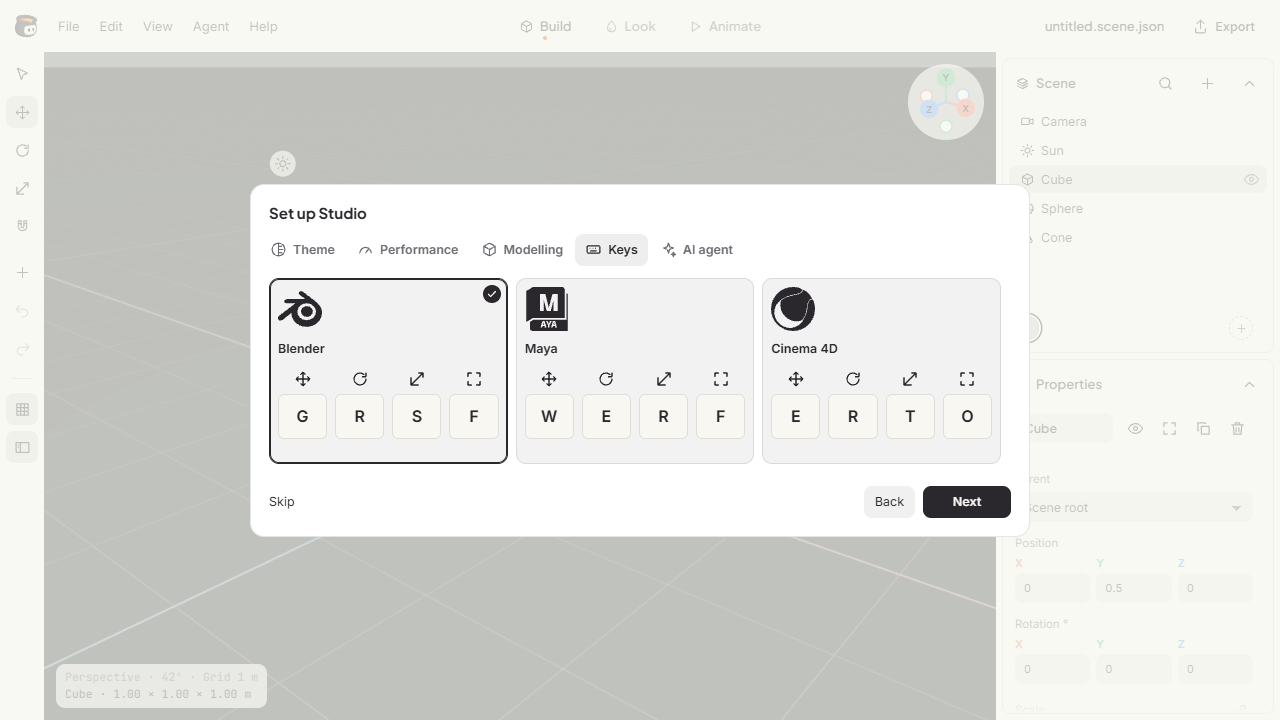 File Edit View Agent Help
Build Look Animate
untitled.scene.json Export
Y
Z X
Scene
Camera
Sun
Cube
Sphere
Cone
Set up Studio
Theme Performance Modelling Keys AI agent
Blender
G R S F
M
AYA
Maya
W E R F
Cinema 4D
E R T O
Skip Back Next
Properties
Cube
Scene root
Position
X Y Z
0 0.5 0
Rotation °
X Y Z
0 0 0
Perspective · 42° · Grid 1 m
Cube · 1.00 × 1.00 × 1.00 m